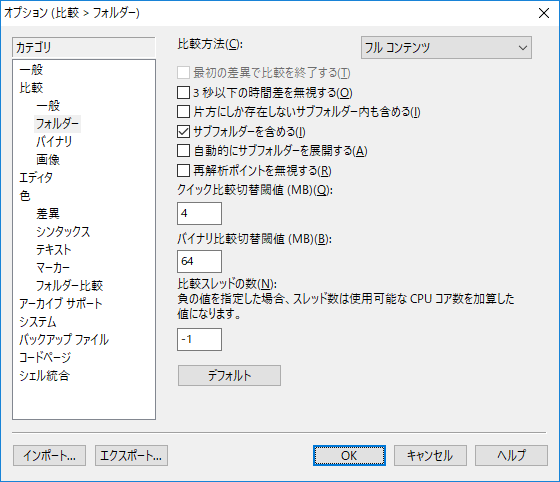 オプション (比較 > フォルダー)
カテゴリ
一般
比較
一般
フォルダー
バイナリ
画像
エディタ
色
差異
シンタックス
テキスト
マーカー
フォルダー比較
アーカイブ サポート
システム
バックアップ ファイル
コードページ
シェル統合
比較方法(C):
フル コンテンツ
最初の差異で比較を終了する(T)
3 秒以下の時間差を無視する(O)
片方にしか存在しないサブフォルダー内も含める(I)
サブフォルダーを含める(I)
自動的にサブフォルダーを展開する(A)
再解析ポイントを無視する(R)
クイック比較切替閾値 (MB)(Q):
4
バイナリ比較切替閾値 (MB)(B):
64
比較スレッドの数(N):
負の値を指定した場合、スレッド数は使用可能な CPU コア数を加算した
値になります。
-1
デフォルト
インポート...
エクスポート...
OK
キャンセル
ヘルプ